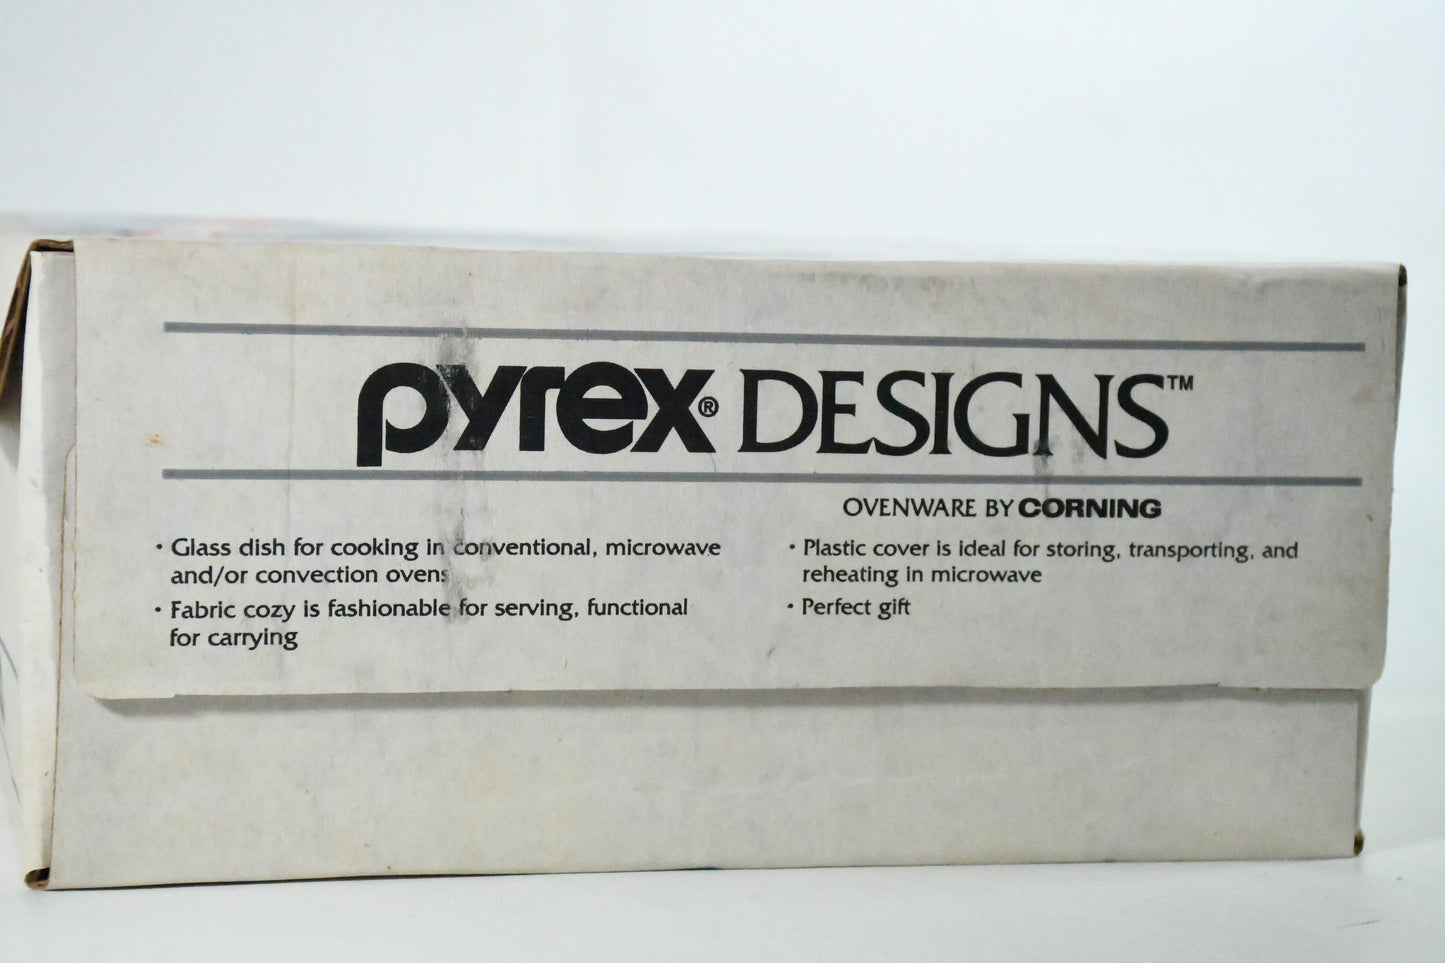 pyrex® DESIGNS™
OVENWARE BY CORNING
• Glass dish for cooking in conventional, microwave
and/or convection ovens
• Fabric cozy is fashionable for serving, functional
for carrying
• Plastic cover is ideal for storing, transporting, and
reheating in microwave
• Perfect gift